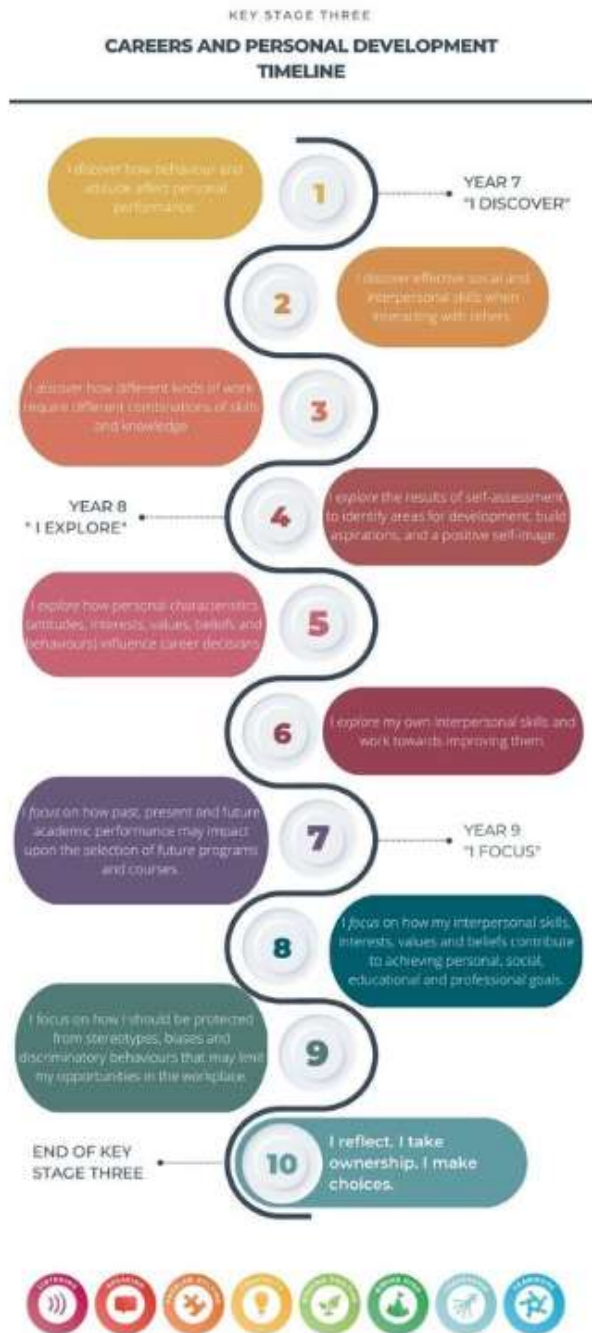 KEY STAGE THREE
CAREERS AND PERSONAL DEVELOPMENT
TIMELINE
I discover how behaviour and
attitude affect personal
performance.
1
YEAR 7
"I DISCOVER"
2
I discover effective social and
interpersonal skills when
interacting with others.
I discover how different kinds of work
require different combinations of skills
and knowledge.
3
YEAR 8
" I EXPLORE"
4
I explore the results of self-assessment
to identify areas for development, build
aspirations, and a positive self-image.
I explore how personal characteristics
(attitudes, interests, values, beliefs and
behaviours) influence career decisions.
5
6
I explore my own interpersonal skills and
work towards improving them.
I focus on how past, present and future
academic performance may impact
upon the selection of future programs
and courses.
7
YEAR 9
"I FOCUS"
8
I focus on how my interpersonal skills,
interests, values and beliefs contribute
to achieving personal, social,
educational and professional goals.
I focus on how I should be protected
from stereotypes, biases and
discriminatory behaviours that may limit
my opportunities in the workplace.
9
END OF KEY
STAGE THREE
10
I reflect. I take
ownership. I make
choices.
LISTENING
SPEAKING
PROBLEM SOLVING
AIMING HIGH
TEAMWORK